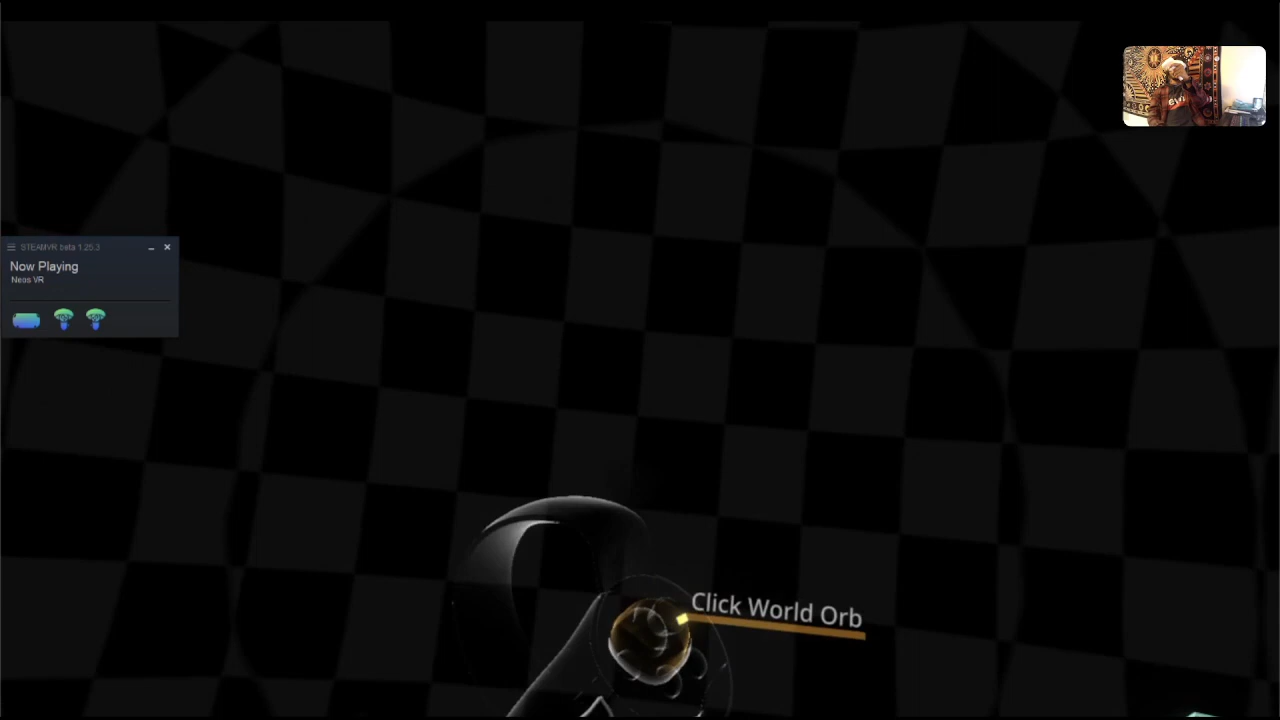 STEAMVR beta 1.25.3
Now Playing
Neos VR
Click World Orb